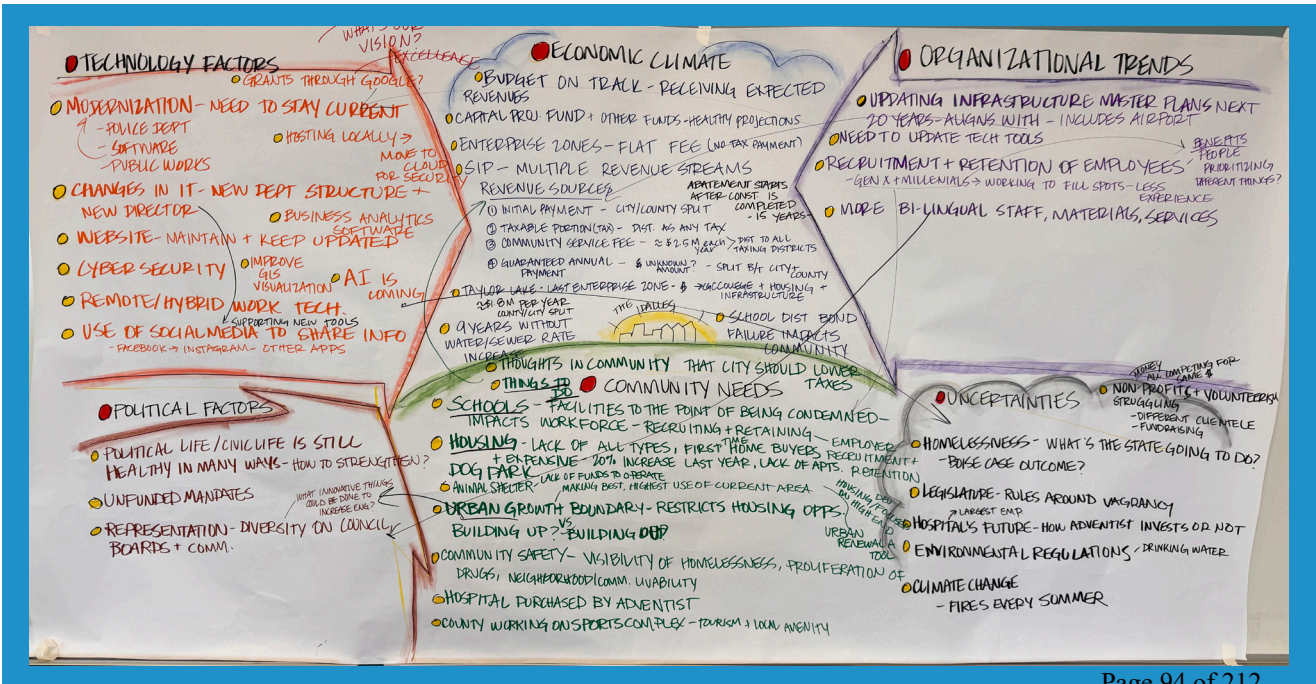 WHAT'S OUR
VISION?
EXCELLENCE
TECHNOLOGY FACTORS
GRANTS THROUGH GOOGLE?
MODERNIZATION - NEED TO STAY CURRENT
- POLICE DEPT
- SOFTWARE
- PUBLIC WORKS
HOSTING LOCALLY →
MOVE TO
CLOUD
FOR SECURITY
CHANGES IN IT - NEW DEPT STRUCTURE +
NEW DIRECTOR
BUSINESS ANALYTICS
SOFTWARE
WEBSITE - MAINTAIN + KEEP UPDATED
CYBER SECURITY
IMPROVE
GIS
VISUALIZATION
AI IS
COMING
REMOTE/HYBRID WORK TECH.
SUPPORTING NEW TOOLS
USE OF SOCIAL MEDIA TO SHARE INFO
- FACEBOOK → INSTAGRAM - OTHER APPS
ECONOMIC CLIMATE
BUDGET ON TRACK - RECEIVING EXPECTED
REVENUES
CAPITAL PROJ. FUND + OTHER FUNDS - HEALTHY PROJECTIONS
ENTERPRISE ZONES - FLAT FEE (NO TAX PAYMENT)
SIP - MULTIPLE REVENUE STREAMS
REVENUE SOURCES
ABATEMENT STARTS
AFTER CONST. IS
COMPLETED
- 15 YEARS -
① INITIAL PAYMENT - CITY/COUNTY SPLIT
② TAXABLE PORTION (TAX) - DIST. AS ANY TAX
③ COMMUNITY SERVICE FEE - ≈ $2.5M each year > DIST TO ALL
TAXING DISTRICTS
④ GUARANTEED ANNUAL - $ UNKNOWN? - SPLIT B/T CITY +
PAYMENT AMOUNT? COUNTY
TAYLOR LAKE - LAST ENTERPRISE ZONE - $ → CGCC COLLEGE + HOUSING +
INFRASTRUCTURE
≈ $1.8M PER YEAR
COUNTY/CITY SPLIT
THE DALLES
9 YEARS WITHOUT
WATER/SEWER RATE
INCREASE
SCHOOL DIST BOND
FAILURE IMPACTS
COMMUNITY
ORGANIZATIONAL TRENDS
UPDATING INFRASTRUCTURE MASTER PLANS NEXT
20 YEARS - ALIGNS WITH - INCLUDES AIRPORT
NEED TO UPDATE TECH TOOLS
RECRUITMENT + RETENTION OF EMPLOYEES
BENEFITS
PEOPLE
PRIORITIZING
DIFFERENT THINGS?
- GEN X + MILLENIALS → WORKING TO FILL SPOTS - LESS
EXPERIENCE
MORE BI-LINGUAL STAFF, MATERIALS, SERVICES
POLITICAL FACTORS
POLITICAL LIFE/CIVIC LIFE IS STILL
HEALTHY IN MANY WAYS - HOW TO STRENGTHEN?
UNFUNDED MANDATES
WHAT INNOVATIVE THINGS
COULD BE DONE TO
INCREASE ENG?
REPRESENTATION - DIVERSITY ON COUNCIL,
BOARDS + COMM.
THOUGHTS IN COMMUNITY THAT CITY SHOULD LOWER
TAXES
THINGS TO
DO
COMMUNITY NEEDS
SCHOOLS - FACILITIES TO THE POINT OF BEING CONDEMNED -
IMPACTS WORKFORCE - RECRUITING + RETAINING - EMPLOYEE
RECRUITMENT +
RETENTION
HOUSING - LACK OF ALL TYPES, FIRST TIME HOME BUYERS
+ EXPENSIVE - 20% INCREASE LAST YEAR, LACK OF APTS.
DOG PARK
ANIMAL SHELTER - LACK OF FUNDS TO OPERATE
MAKING BEST, HIGHEST USE OF CURRENT AREA
URBAN GROWTH BOUNDARY - RESTRICTS HOUSING OPPS.
BUILDING UP? VS. BUILDING OUT?
URBAN
RENEWAL A
TOOL
COMMUNITY SAFETY - VISIBILITY OF HOMELESSNESS, PROLIFERATION OF
DRUGS, NEIGHBORHOOD/COMM. LIVABILITY
HOSPITAL PURCHASED BY ADVENTIST
COUNTY WORKING ON SPORTS COMPLEX - TOURISM + LOCAL AMENITY
UNCERTAINTIES
MONEY
ALL COMPETING FOR
SAME $
NON-PROFITS + VOLUNTEERISM
STRUGGLING
- DIFFERENT CLIENTELE
- FUNDRAISING
HOMELESSNESS - WHAT'S THE STATE GOING TO DO?
- BOISE CASE OUTCOME?
LEGISLATURE - RULES AROUND VAGRANCY
LARGEST EMP.
HOSPITAL'S FUTURE - HOW ADVENTIST INVESTS OR NOT
ENVIRONMENTAL REGULATIONS - DRINKING WATER
CLIMATE CHANGE
- FIRES EVERY SUMMER
Page 94 of 212